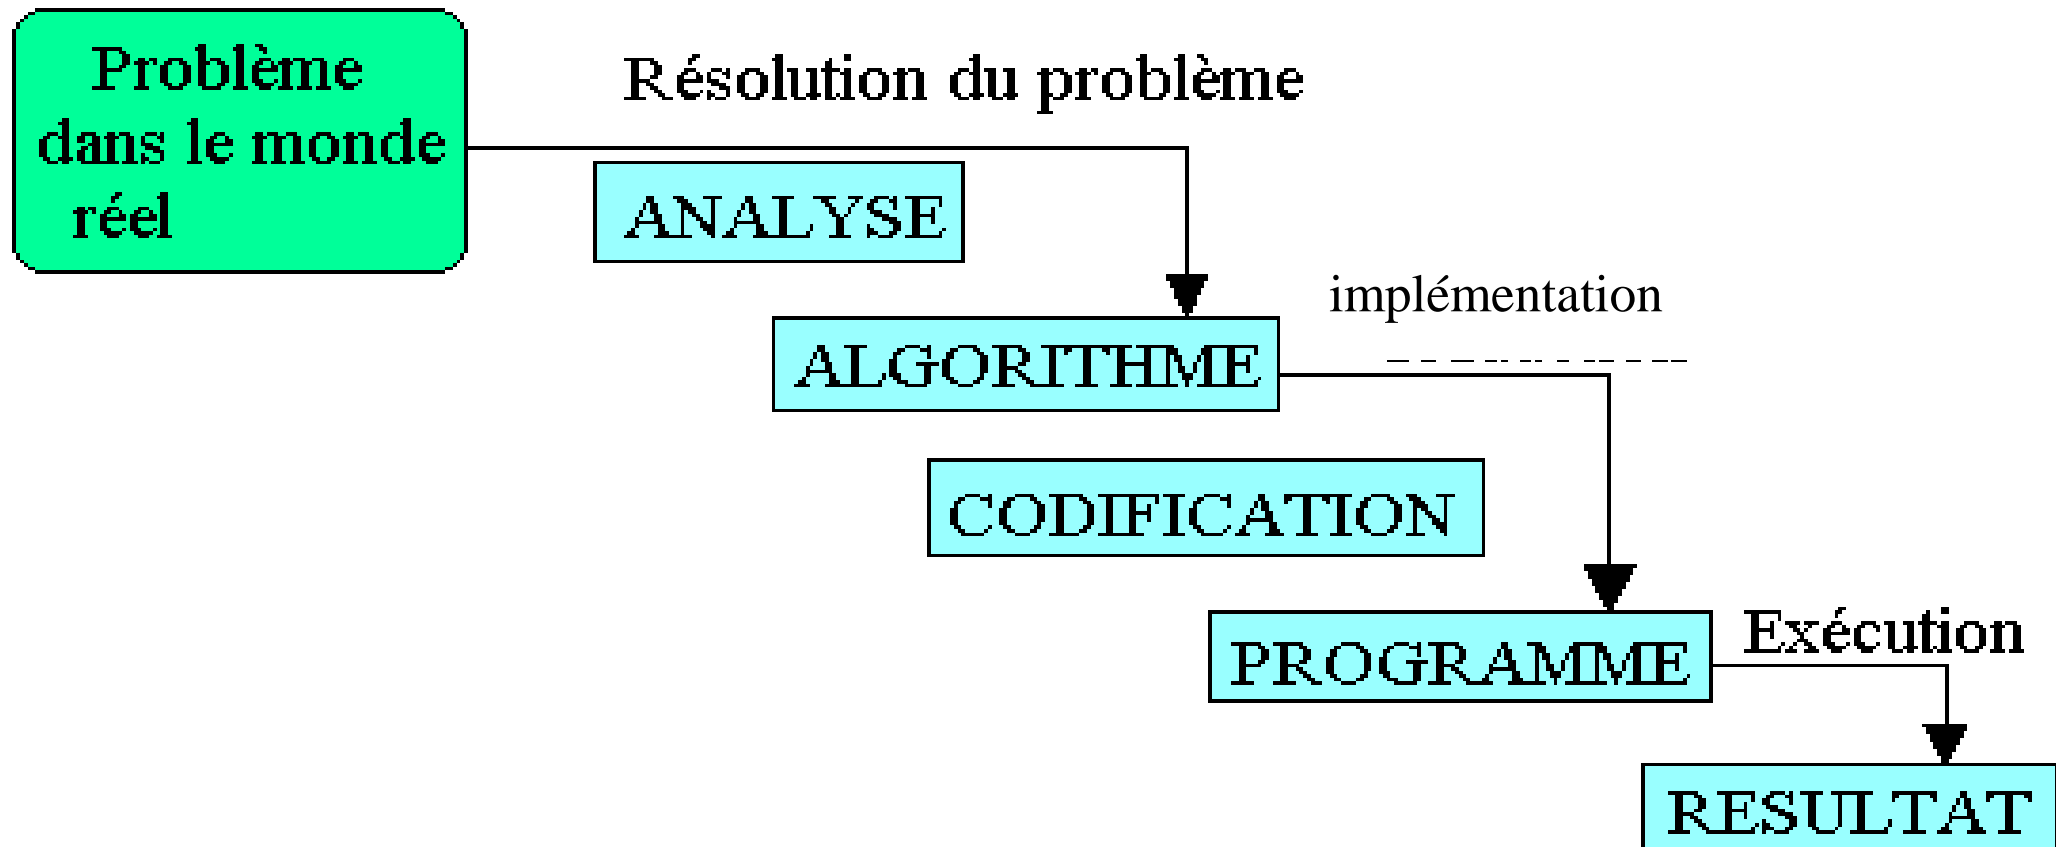 Problème
dans le monde
réel
Résolution du problème
ANALYSE
implémentation
ALGORITHME
CODIFICATION
PROGRAMME
Exécution
RESULTAT